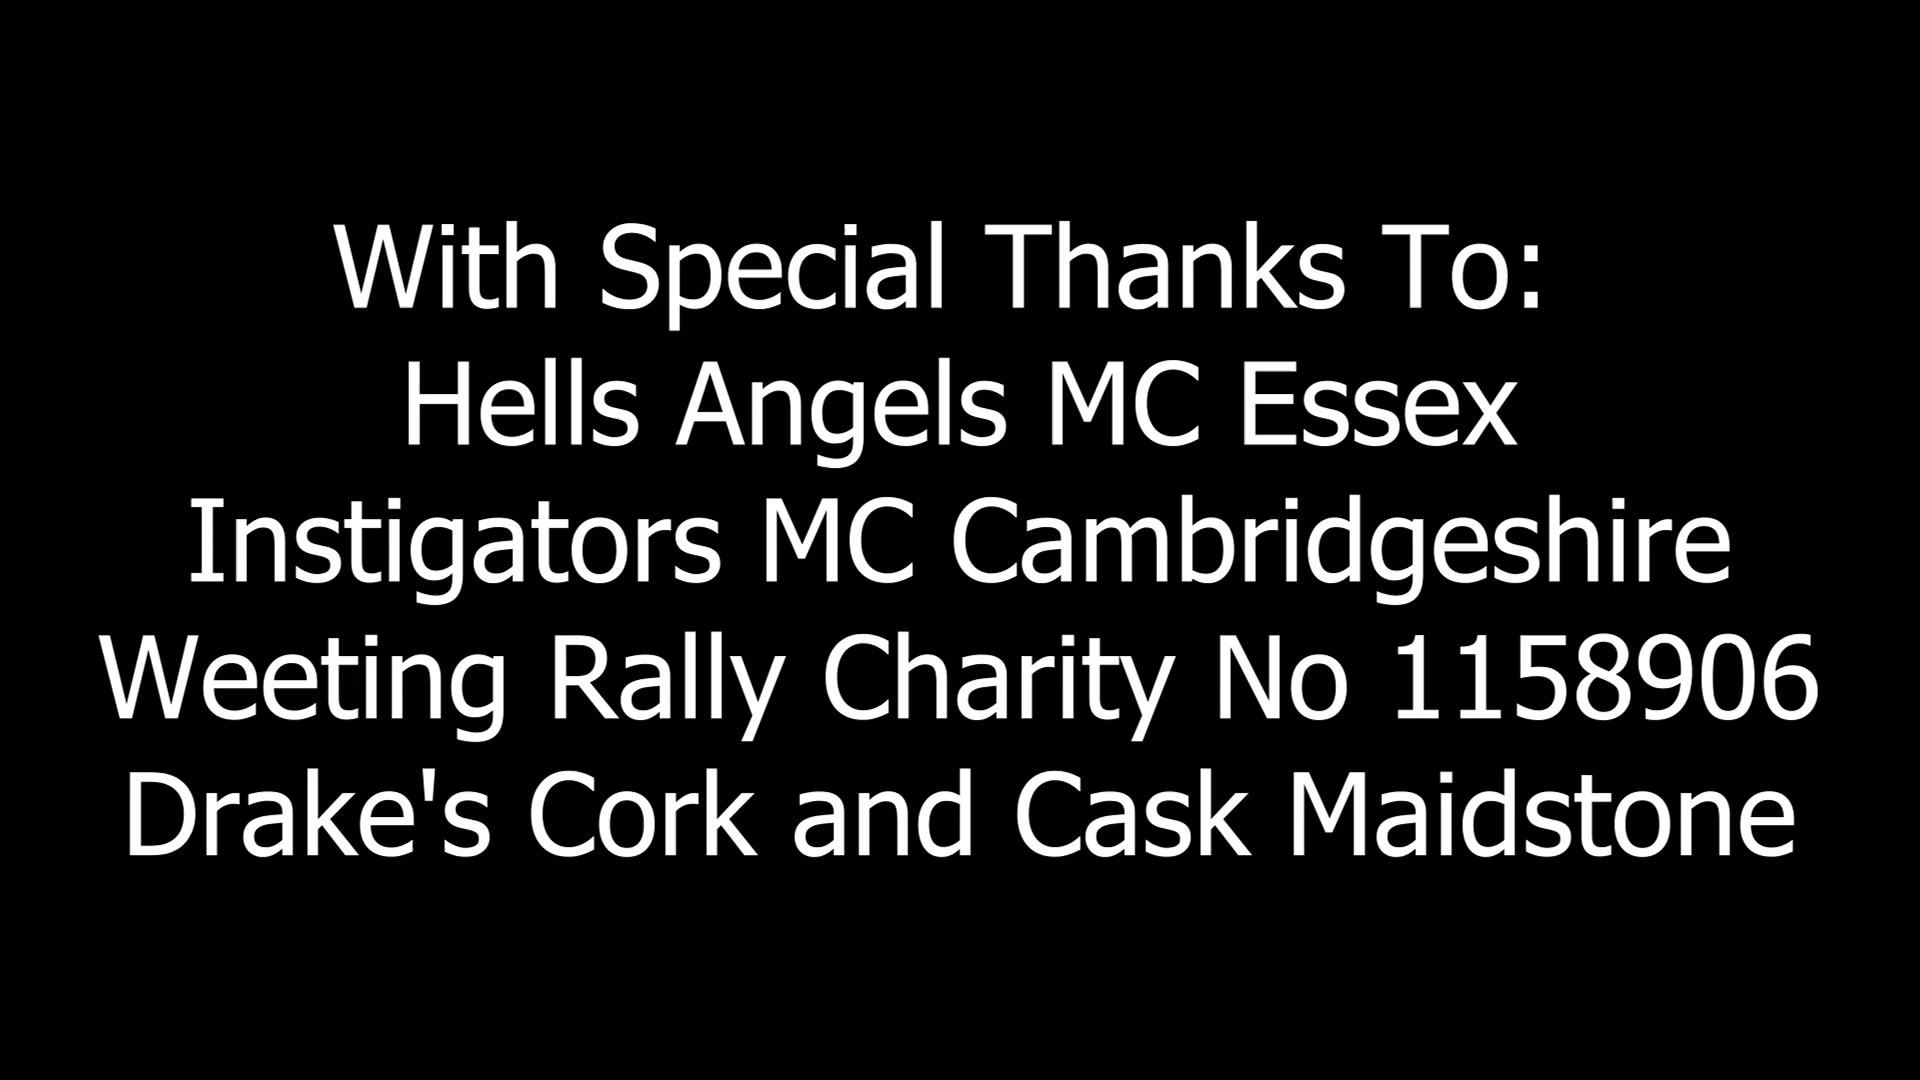 With Special Thanks To:
Hells Angels MC Essex
Instigators MC Cambridgeshire
Weeting Rally Charity No 1158906
Drake's Cork and Cask Maidstone